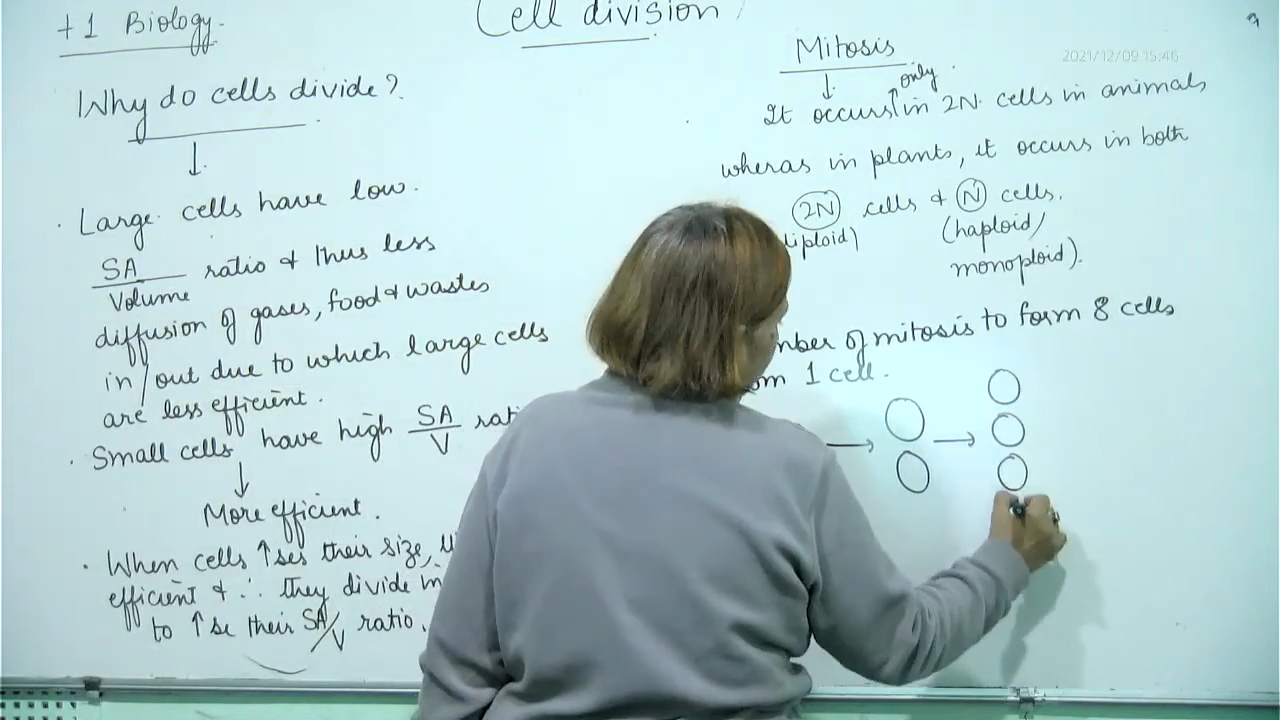 +1 Biology.
Cell division
Why do cells divide?
. Large cells have low.
SA
Volume ratio & thus less
diffusion of gases, food & wastes
in/out due to which large cells
are less efficient.
. Small cells have high SA
V
More efficient.
. When cells ↑ses their size,
efficient & ∴ they divide
to ↑se their SA/V ratio.
Mitosis
2021/12/09 15:46
only
It occurs in 2N cells in animals
wheras in plants, it occurs in both
2N cells & N cells.
(haploid/
monoploid).
of mitosis to form 8 cells
1 cell.